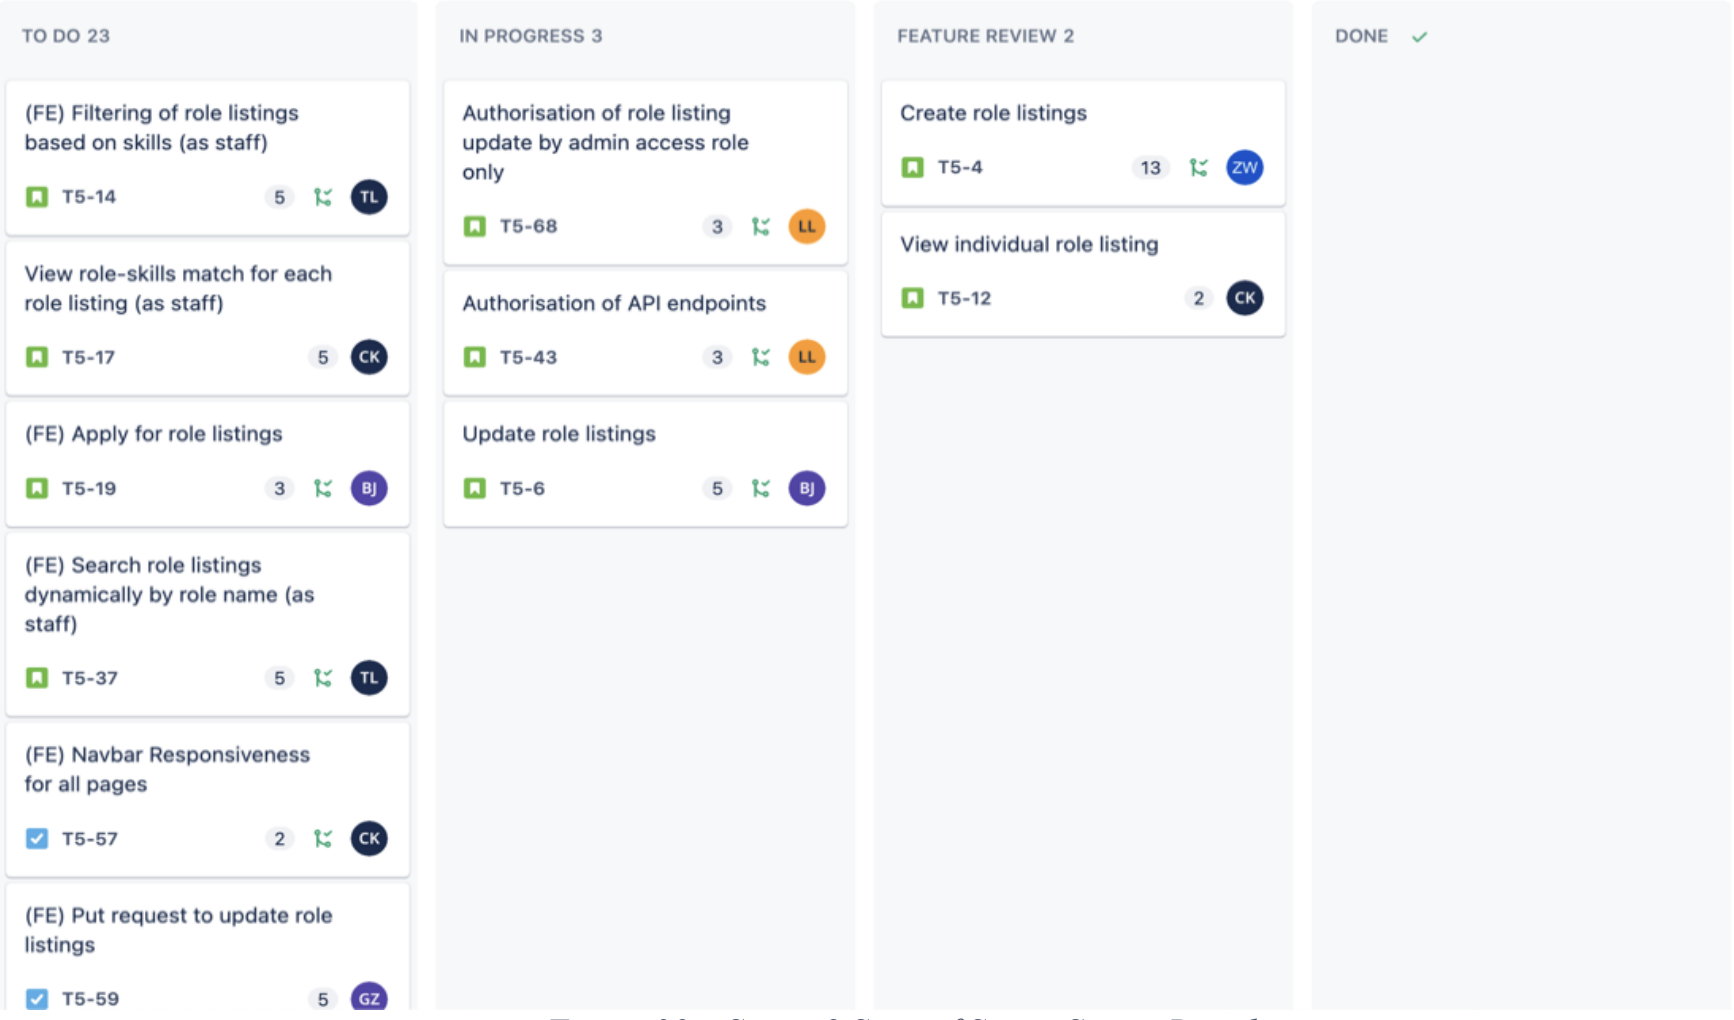 TO DO 23
(FE) Filtering of role listings
based on skills (as staff)
T5-14 5 TL
View role-skills match for each
role listing (as staff)
T5-17 5 CK
(FE) Apply for role listings
T5-19 3 BJ
(FE) Search role listings
dynamically by role name (as
staff)
T5-37 5 TL
(FE) Navbar Responsiveness
for all pages
T5-57 2 CK
(FE) Put request to update role
listings
T5-59 5 GZ
IN PROGRESS 3
Authorisation of role listing
update by admin access role
only
T5-68 3 LL
Authorisation of API endpoints
T5-43 3 LL
Update role listings
T5-6 5 BJ
FEATURE REVIEW 2
Create role listings
T5-4 13 ZW
View individual role listing
T5-12 2 CK
DONE